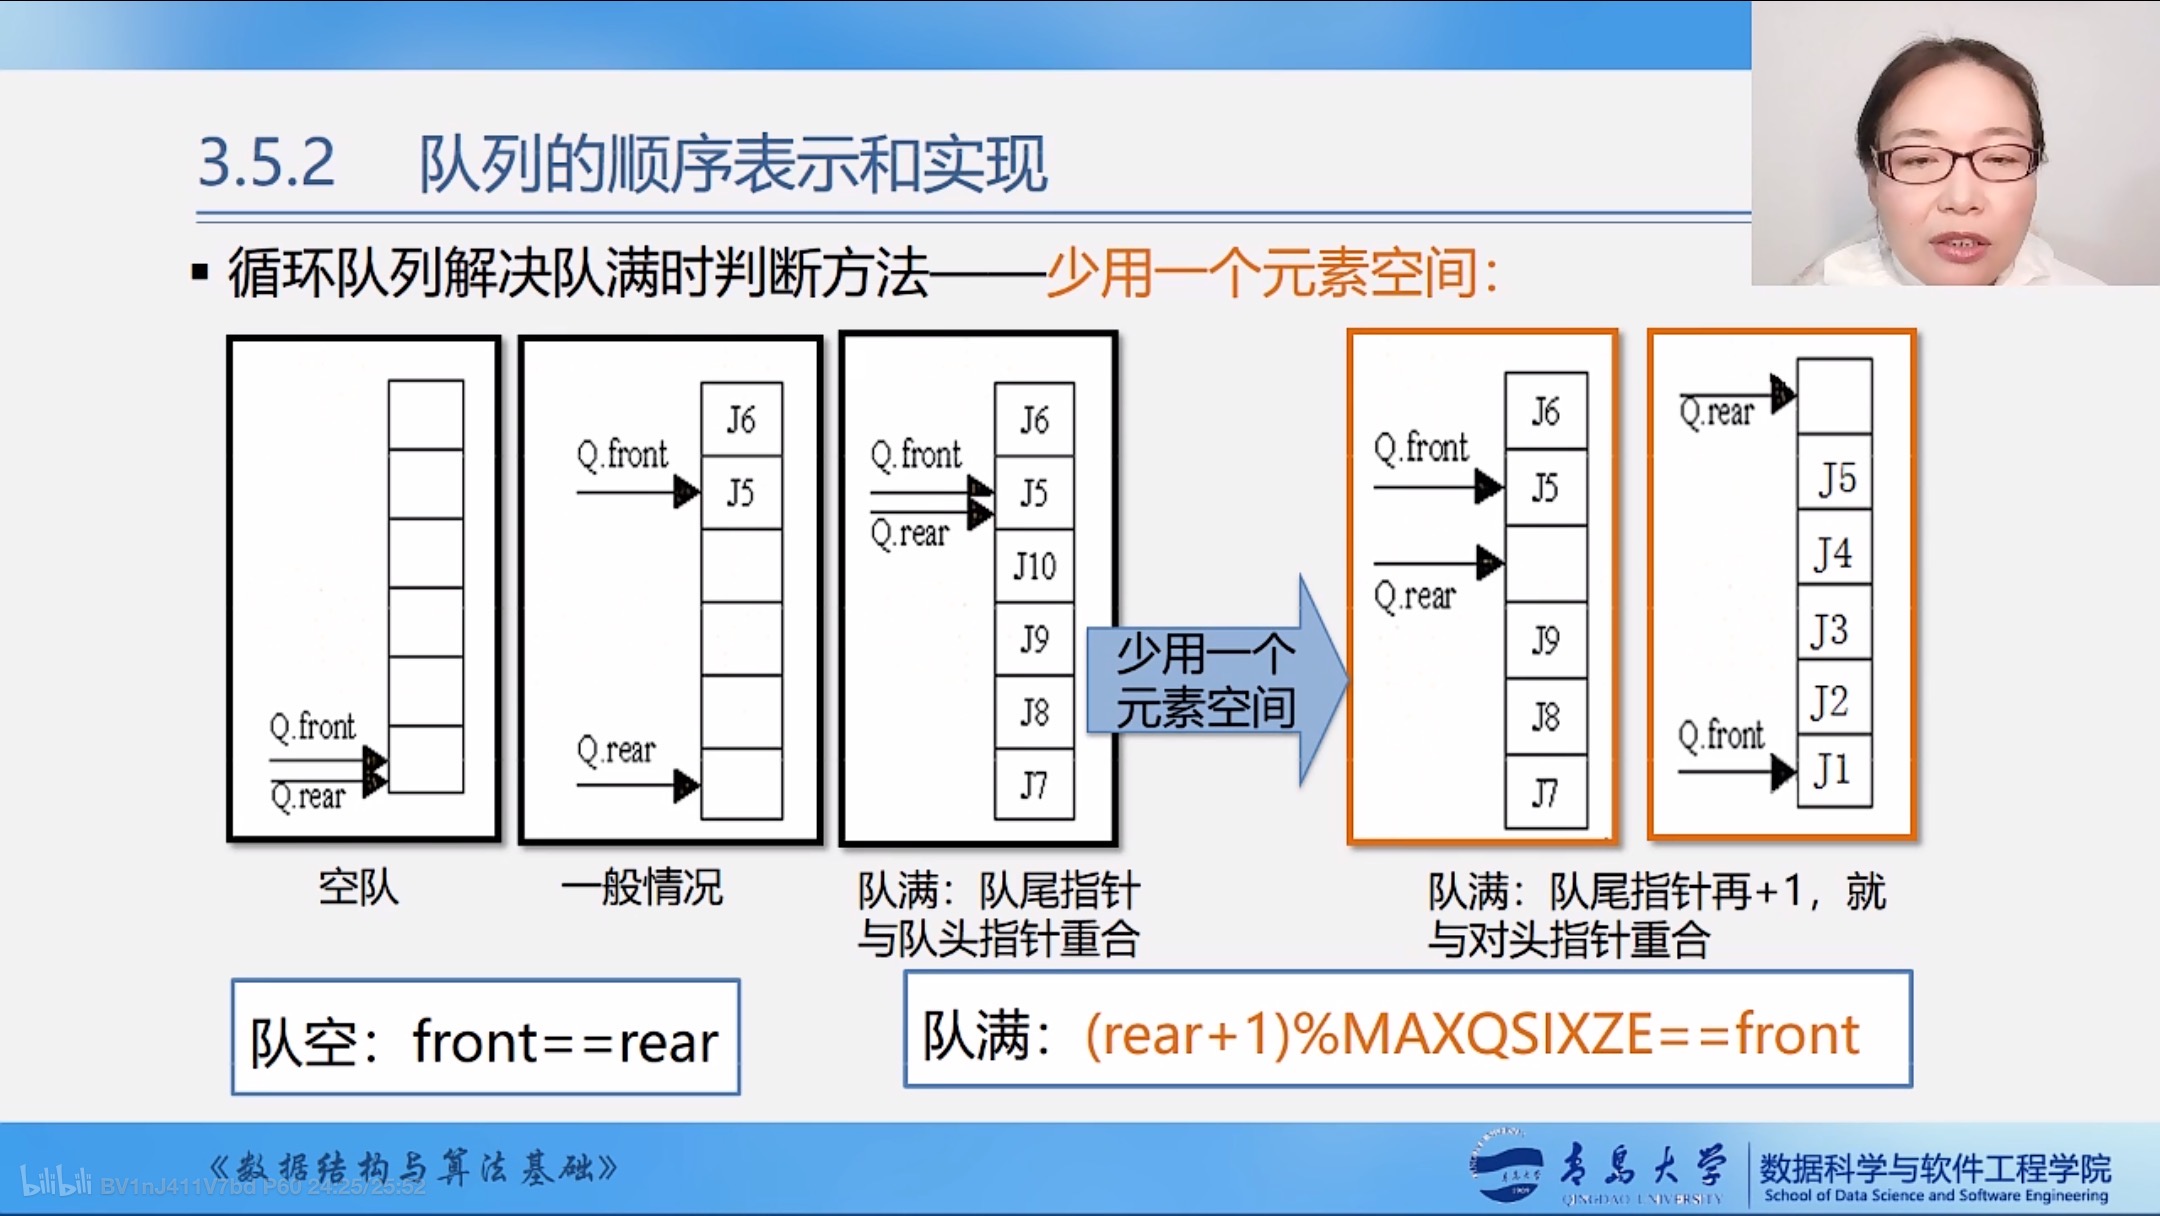 3.5.2 队列的顺序表示和实现
▪ 循环队列解决队满时判断方法——少用一个元素空间：
Q.front
Q.rear
空队
J6
Q.front
J5
Q.rear
一般情况
J6
Q.front
J5
Q.rear
J10
J9
J8
J7
队满：队尾指针
与队头指针重合
少用一个
元素空间
J6
Q.front
J5
Q.rear
J9
J8
J7
Q.rear
J5
J4
J3
J2
Q.front
J1
队满：队尾指针再+1，就
与对头指针重合
队空：front==rear
队满：(rear+1)%MAXQSIXZE==front
《数据结构与算法基础》
bilibili BV1nJ411V7bd P60 24:25/25:52
青岛大学
QINGDAO UNIVERSITY
数据科学与软件工程学院
School of Data Science and Software Engineering